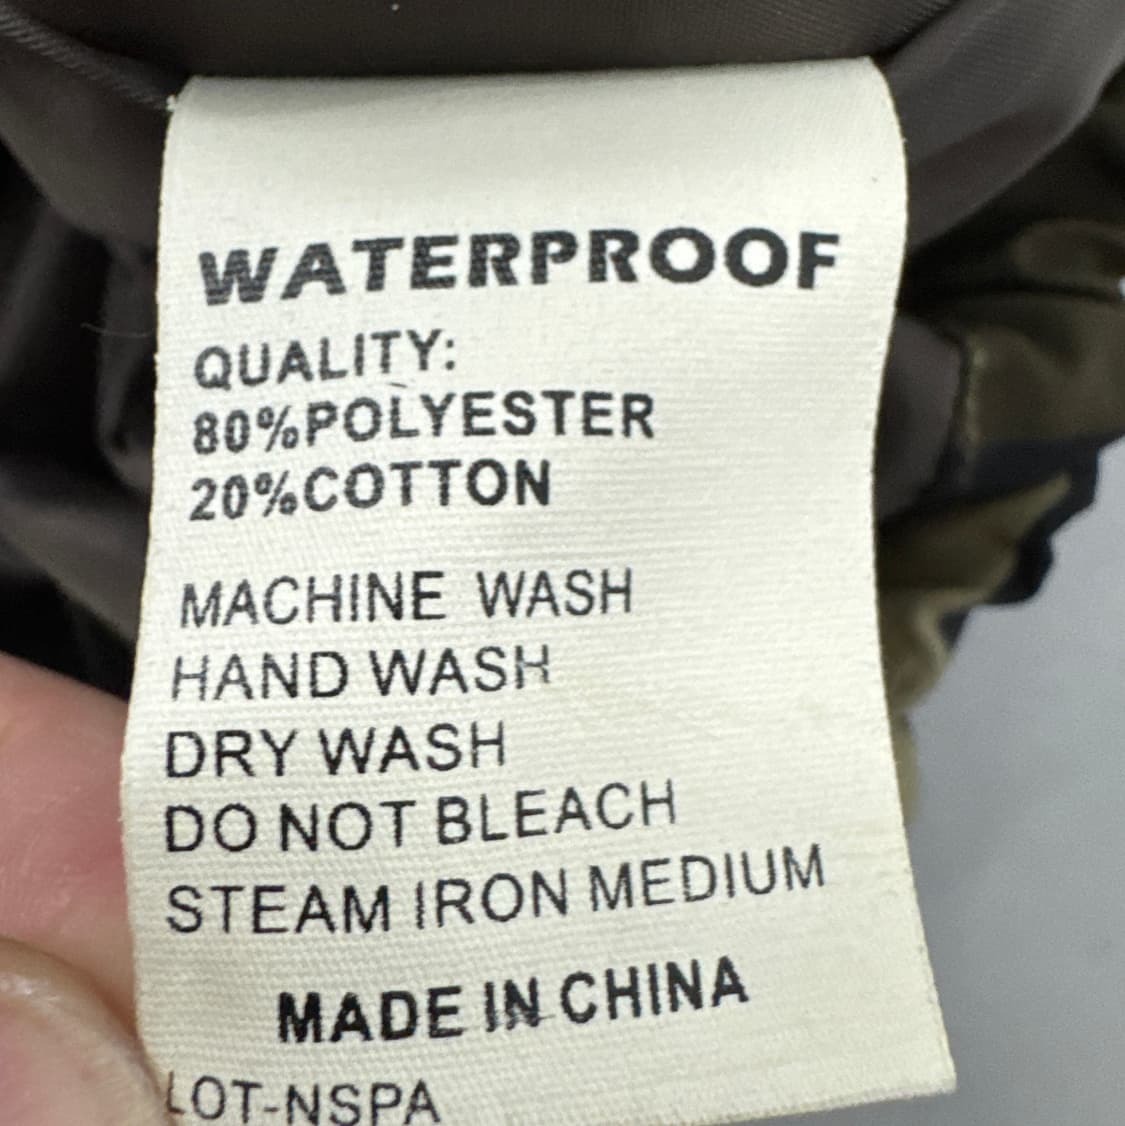 WATERPROOF
QUALITY:
80%POLYESTER
20%COTTON
MACHINE WASH
HAND WASH
DRY WASH
DO NOT BLEACH
STEAM IRON MEDIUM
MADE IN CHINA
LOT-NSPA